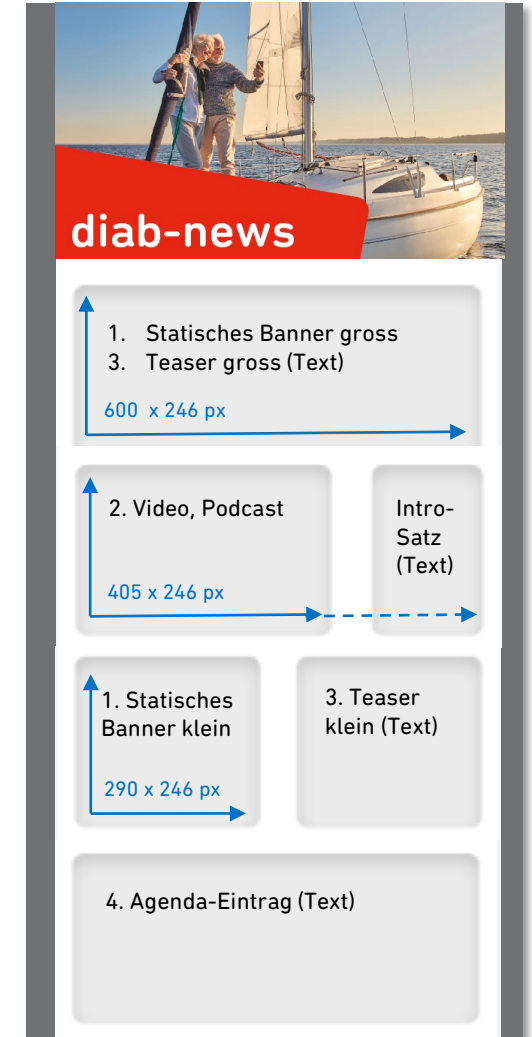 diab-news
1. Statisches Banner gross
3. Teaser gross (Text)
600 x 246 px
2. Video, Podcast
405 x 246 px
Intro-
Satz
(Text)
1. Statisches
Banner klein
290 x 246 px
3. Teaser
klein (Text)
4. Agenda-Eintrag (Text)